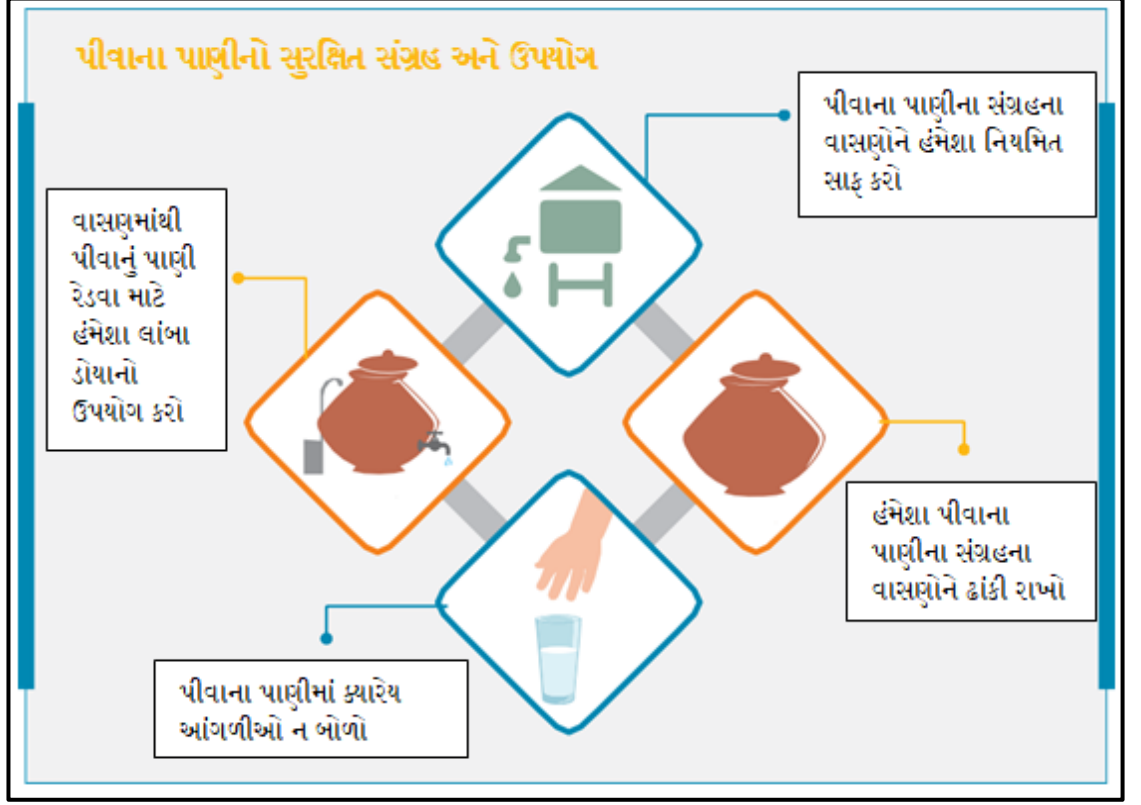 પીવાના પાણીનો સુરક્ષિત સંગ્રહ અને ઉપયોગ
પીવાના પાણીના સંગ્રહના
વાસણોને હંમેશા નિયમિત
સાફ કરો
વાસણમાંથી
પીવાનું પાણી
રેડવા માટે
હંમેશા લાંબા
ડોયાનો
ઉપયોગ કરો
હંમેશા પીવાના
પાણીના સંગ્રહના
વાસણોને ઢાંકી રાખો
પીવાના પાણીમાં ક્યારેય
આંગળીઓ ન બોળો